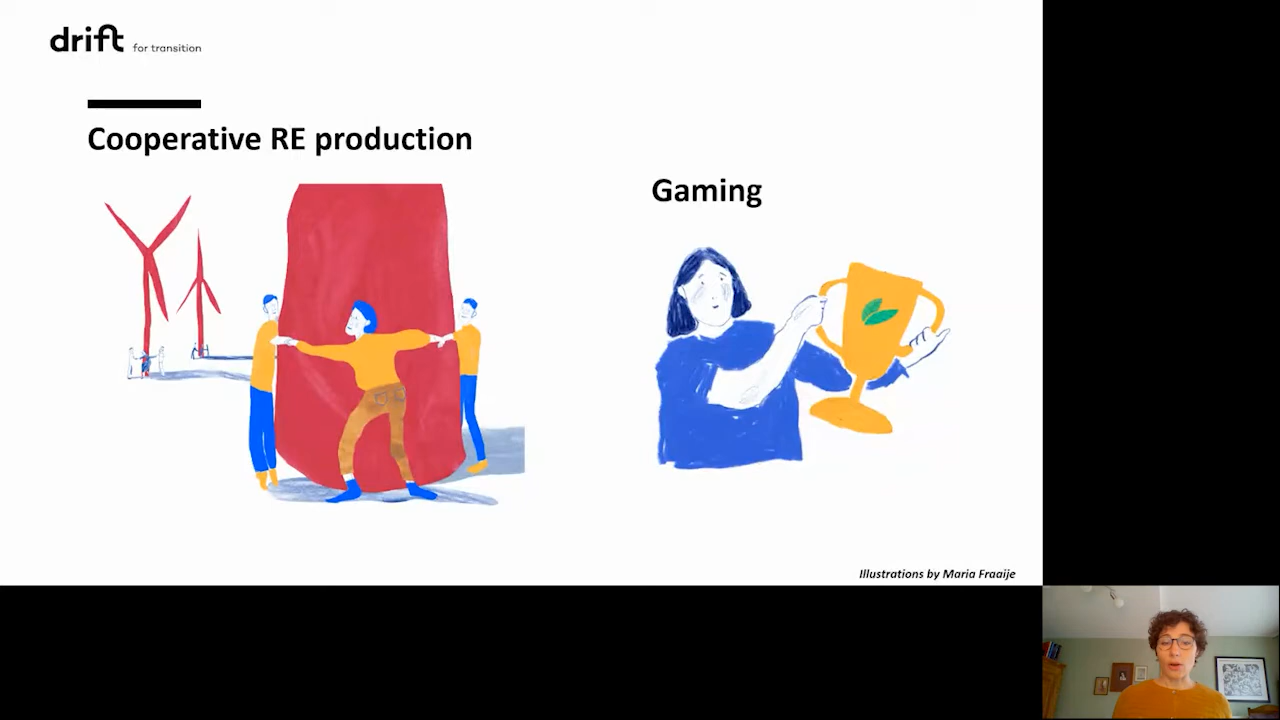 drift for transition
Cooperative RE production
Gaming
Illustrations by Maria Fraaije